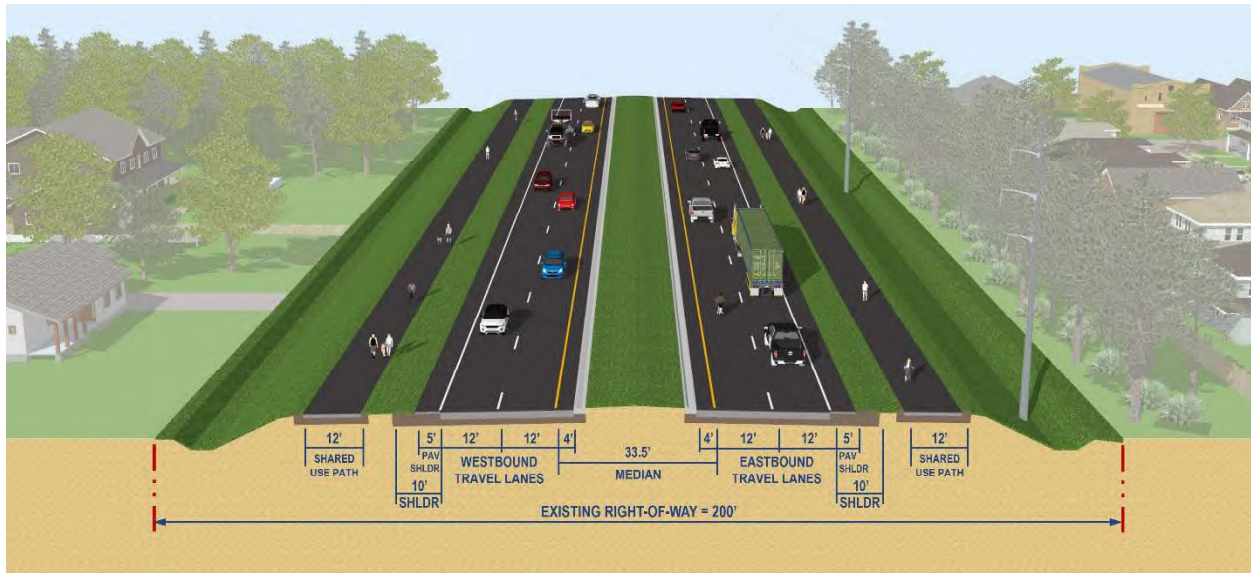 12' 5' 12' 12' 4' 33.5' 4' 12' 12' 5' 12'
SHARED
USE PATH
PAV
SHLDR
WESTBOUND
TRAVEL LANES
MEDIAN
EASTBOUND
TRAVEL LANES
PAV
SHLDR
SHARED
USE PATH
10'
SHLDR
10'
SHLDR
EXISTING RIGHT-OF-WAY = 200'